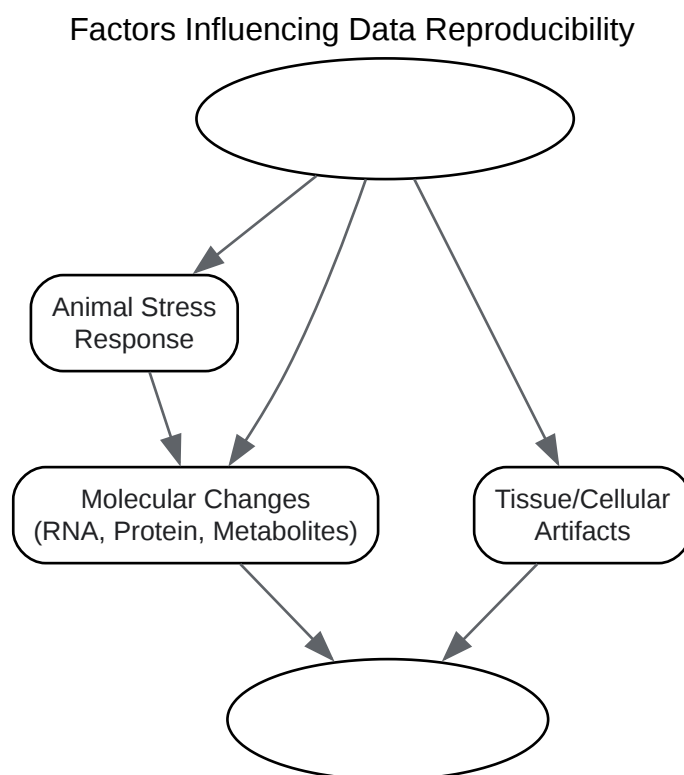 Factors Influencing Data Reproducibility
Animal Stress
Response
Molecular Changes
(RNA, Protein, Metabolites)
Tissue/Cellular
Artifacts